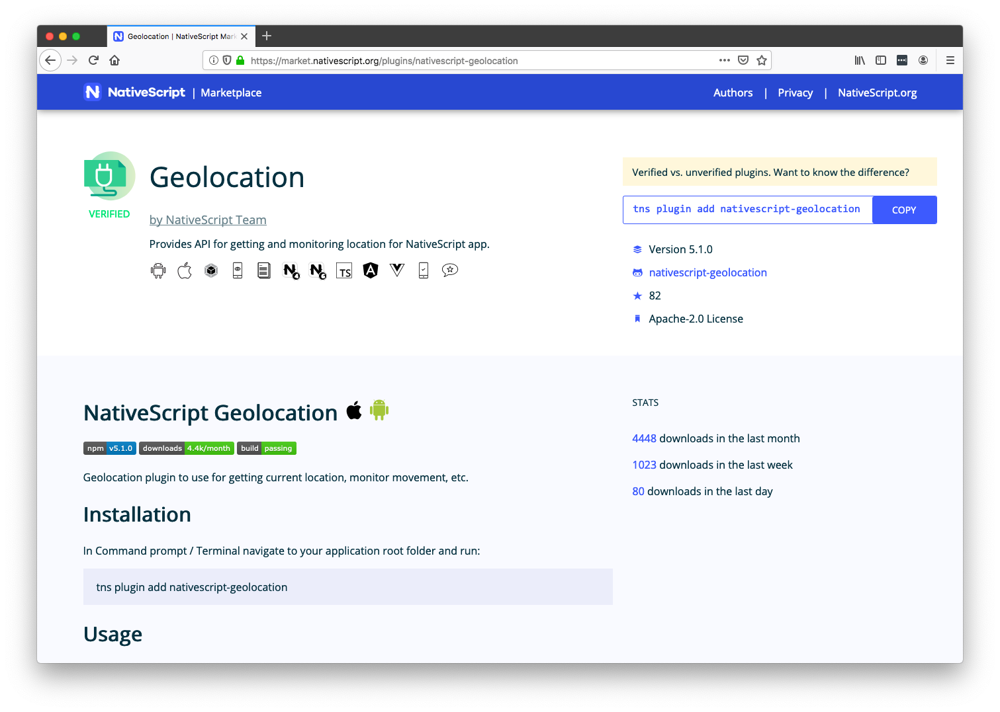 Geolocation | NativeScript Mar
https://market.nativescript.org/plugins/nativescript-geolocation
NativeScript | Marketplace
Authors | Privacy | NativeScript.org
VERIFIED
Geolocation
by NativeScript Team
Provides API for getting and monitoring location for NativeScript app.
TS
Verified vs. unverified plugins. Want to know the difference?
tns plugin add nativescript-geolocation COPY
Version 5.1.0
nativescript-geolocation
82
Apache-2.0 License
NativeScript Geolocation
npm v5.1.0 downloads 4.4k/month build passing
Geolocation plugin to use for getting current location, monitor movement, etc.
Installation
In Command prompt / Terminal navigate to your application root folder and run:
tns plugin add nativescript-geolocation
Usage
STATS
4448 downloads in the last month
1023 downloads in the last week
80 downloads in the last day